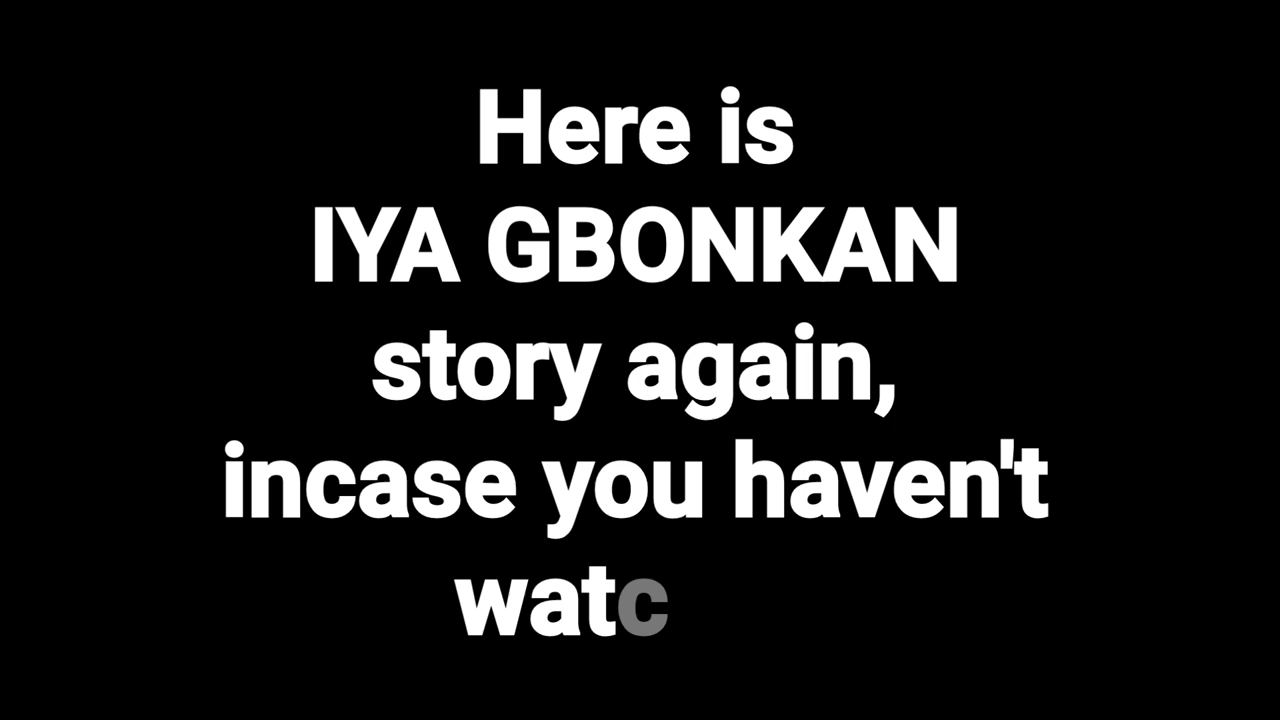 Here is
IYA GBONKAN
story again,
incase you haven't
watc